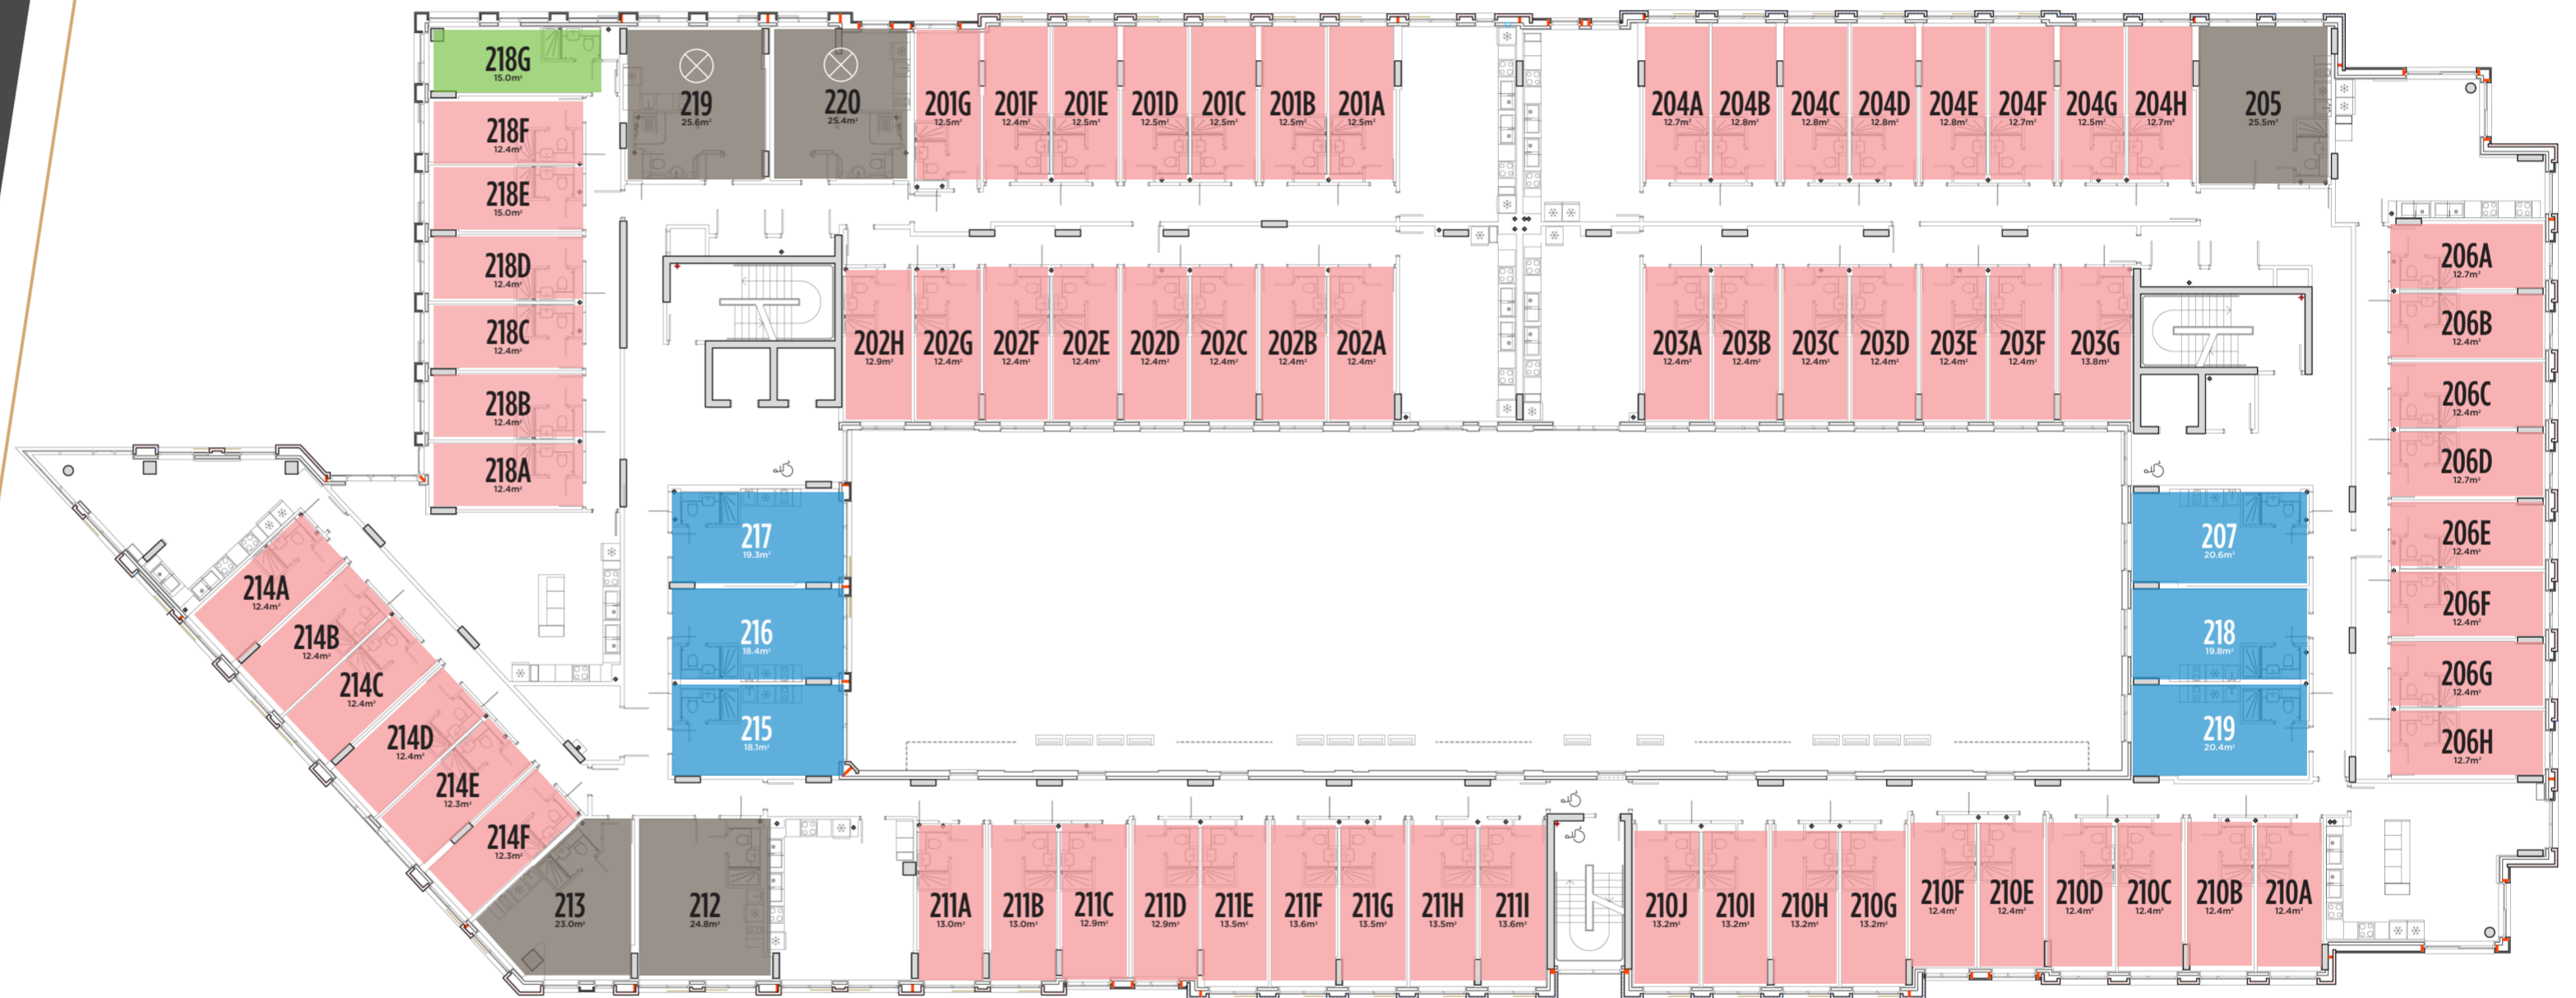 218G
15.0m²
218F
12.4m²
218E
15.0m²
218D
12.4m²
218C
12.4m²
218B
12.4m²
218A
12.4m²
219
25.6m²
220
25.4m²
201G
12.5m²
201F
12.4m²
201E
12.5m²
201D
12.5m²
201C
12.5m²
201B
12.5m²
201A
12.5m²
204A
12.7m²
204B
12.8m²
204C
12.8m²
204D
12.8m²
204E
12.8m²
204F
12.7m²
204G
12.5m²
204H
12.7m²
205
25.5m²
202H
12.9m²
202G
12.4m²
202F
12.4m²
202E
12.4m²
202D
12.4m²
202C
12.4m²
202B
12.4m²
202A
12.4m²
203A
12.4m²
203B
12.4m²
203C
12.4m²
203D
12.4m²
203E
12.4m²
203F
12.4m²
203G
13.8m²
206A
12.7m²
206B
12.4m²
206C
12.4m²
206D
12.7m²
206E
12.4m²
206F
12.4m²
206G
12.4m²
206H
12.7m²
217
19.3m²
216
18.4m²
215
18.1m²
207
20.6m²
218
19.8m²
219
20.4m²
214A
12.4m²
214B
12.4m²
214C
12.4m²
214D
12.4m²
214E
12.3m²
214F
12.3m²
213
23.0m²
212
24.8m²
211A
13.0m²
211B
13.0m²
211C
12.9m²
211D
12.9m²
211E
13.5m²
211F
13.6m²
211G
13.5m²
211H
13.5m²
211I
13.6m²
210J
13.2m²
210I
13.2m²
210H
13.2m²
210G
13.2m²
210F
12.4m²
210E
12.4m²
210D
12.4m²
210C
12.4m²
210B
12.4m²
210A
12.4m²